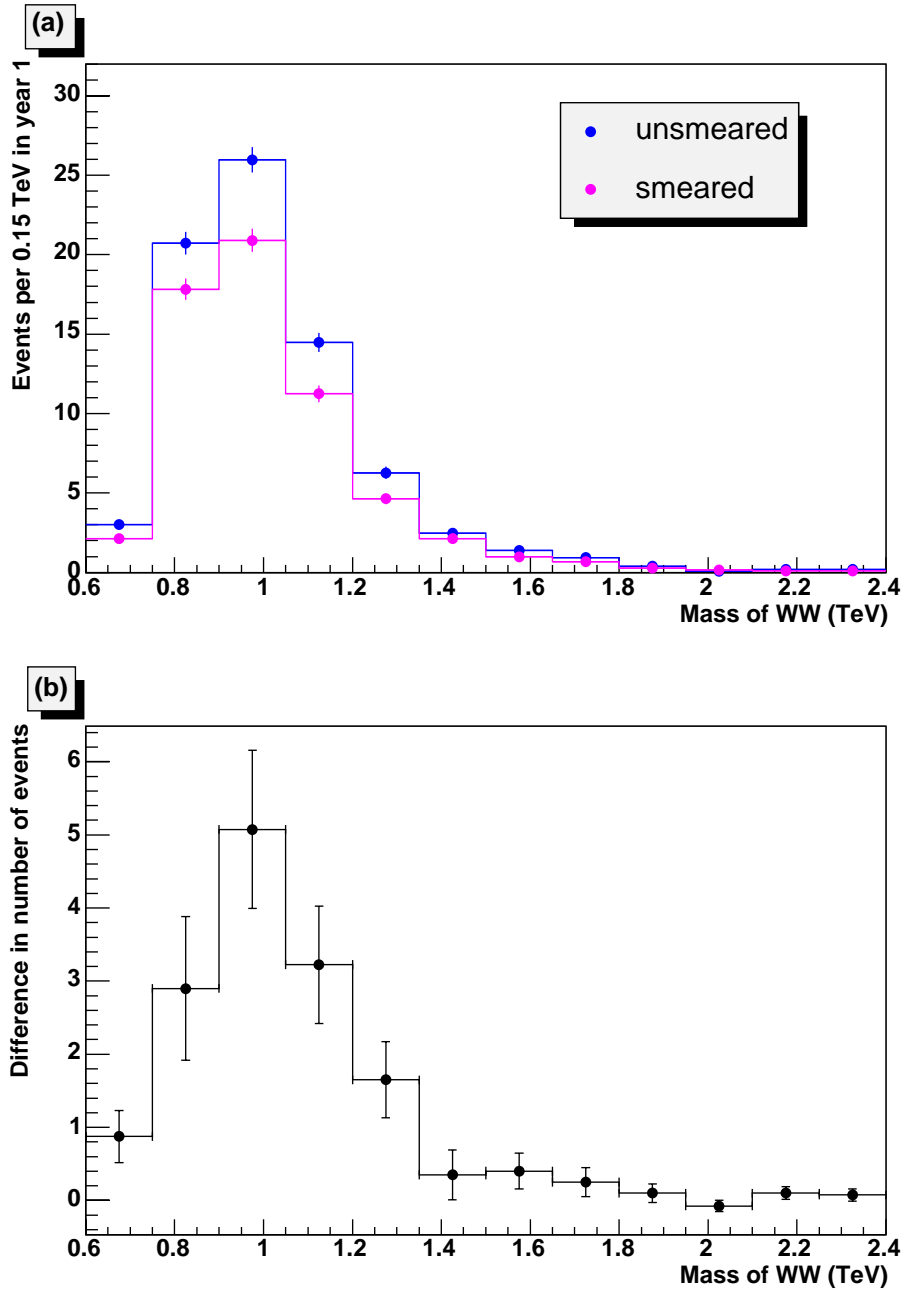 (a)
Events per 0.15 TeV in year 1
30
25
20
15
10
5
0
unsmeared
smeared
0.6 0.8 1 1.2 1.4 1.6 1.8 2 2.2 2.4
Mass of WW (TeV)
(b)
Difference in number of events
6
5
4
3
2
1
0
0.6 0.8 1 1.2 1.4 1.6 1.8 2 2.2 2.4
Mass of WW (TeV)